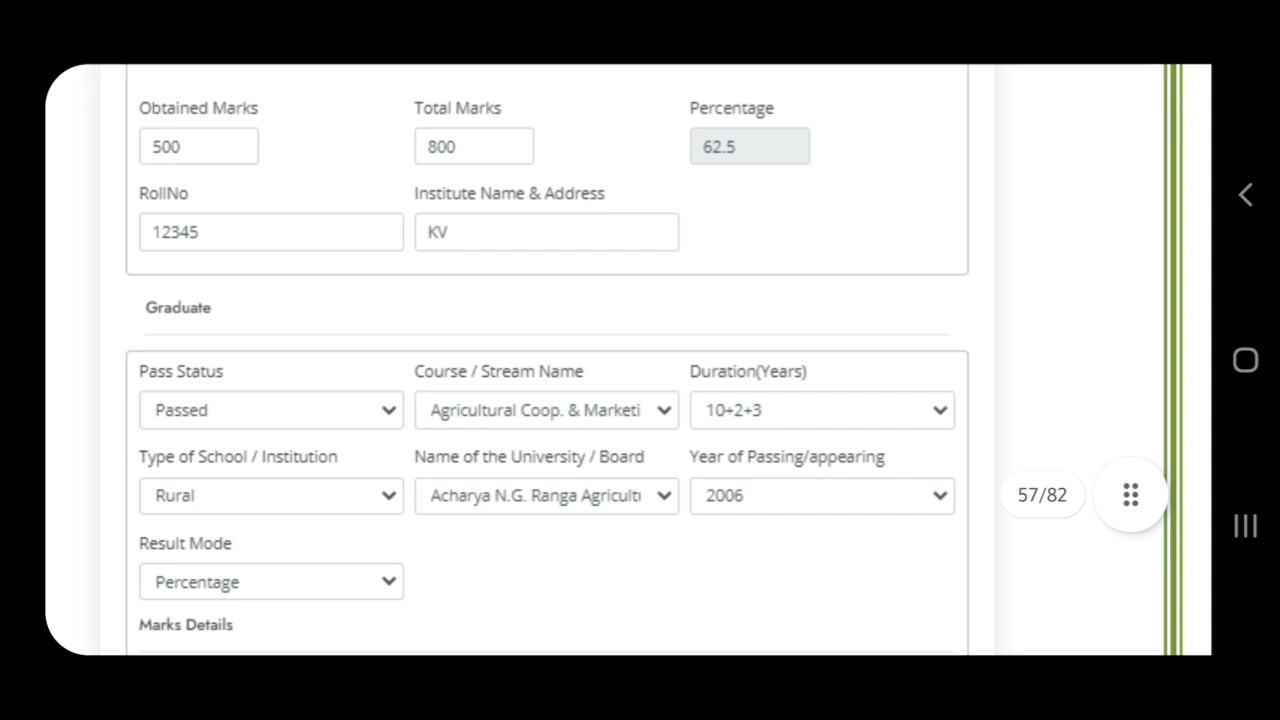 Obtained Marks Total Marks Percentage
500 800 62.5
RollNo Institute Name & Address
12345 KV
Graduate
Pass Status Course / Stream Name Duration(Years)
Passed Agricultural Coop. & Marketi 10+2+3
Type of School / Institution Name of the University / Board Year of Passing/appearing
Rural Acharya N.G. Ranga Agricultu 2006
57/82
Result Mode
Percentage
Marks Details